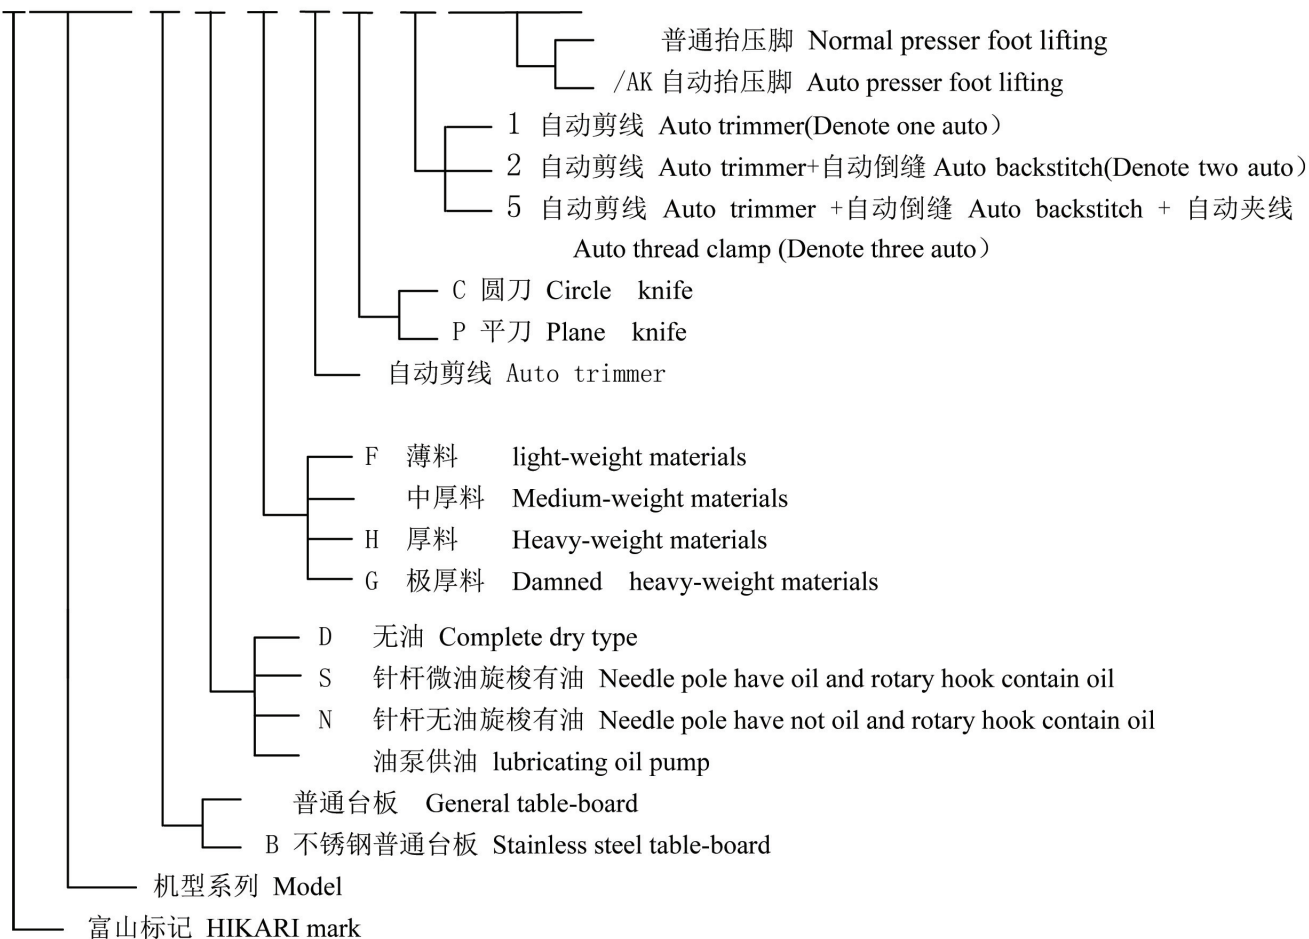 普通抬压脚 Normal presser foot lifting
/AK 自动抬压脚 Auto presser foot lifting
1 自动剪线 Auto trimmer(Denote one auto）
2 自动剪线 Auto trimmer+自动倒缝 Auto backstitch(Denote two auto）
5 自动剪线 Auto trimmer +自动倒缝 Auto backstitch + 自动夹线
Auto thread clamp (Denote three auto）
C 圆刀 Circle knife
P 平刀 Plane knife
自动剪线 Auto trimmer
F 薄料 light-weight materials
中厚料 Medium-weight materials
H 厚料 Heavy-weight materials
G 极厚料 Damned heavy-weight materials
D 无油 Complete dry type
S 针杆微油旋梭有油 Needle pole have oil and rotary hook contain oil
N 针杆无油旋梭有油 Needle pole have not oil and rotary hook contain oil
油泵供油 lubricating oil pump
普通台板 General table-board
B 不锈钢普通台板 Stainless steel table-board
机型系列 Model
富山标记 HIKARI mark